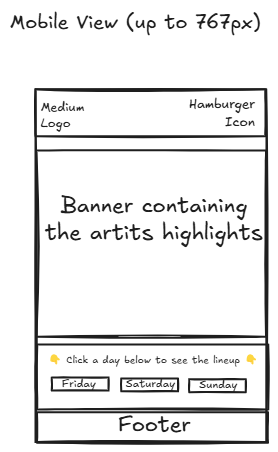 Mobile View (up to 767px)
Medium Logo
Hamburger Icon
Banner containing
the artits highlights
👇 Click a day below to see the lineup 👇
Friday Saturday Sunday
Footer